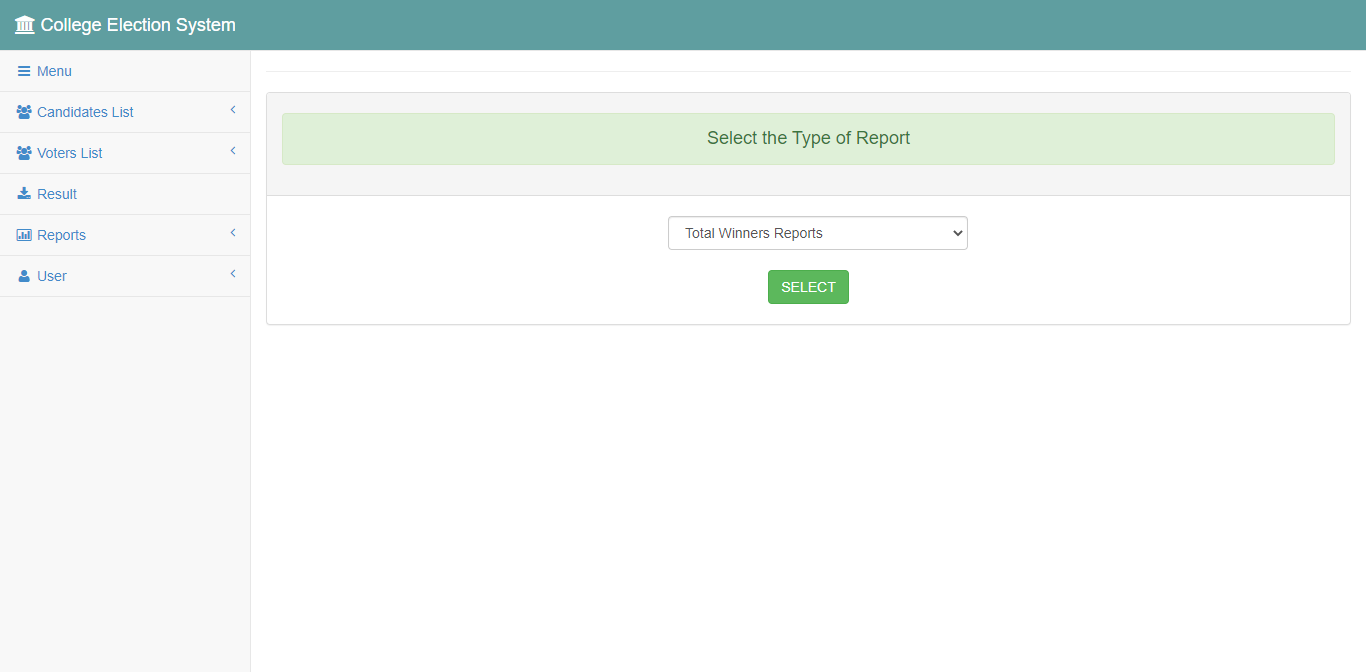 College Election System
Menu
Candidates List
Voters List
Result
Reports
User
Select the Type of Report
Total Winners Reports
SELECT